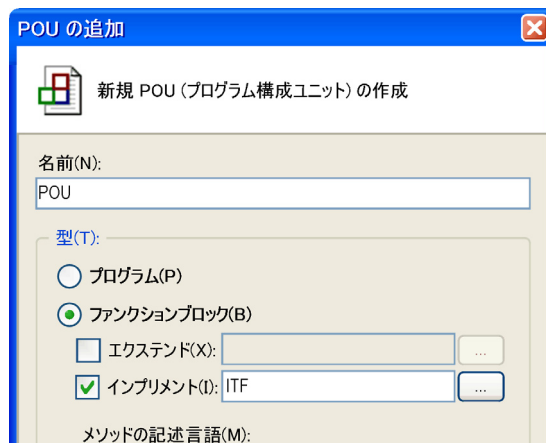 POU の追加
新規 POU (プログラム構成ユニット) の作成
名前(N):
POU
型(T):
プログラム(P)
ファンクションブロック(B)
エクステンド(X):
...
インプリメント(I): ITF
...
メソッドの記述言語(M):